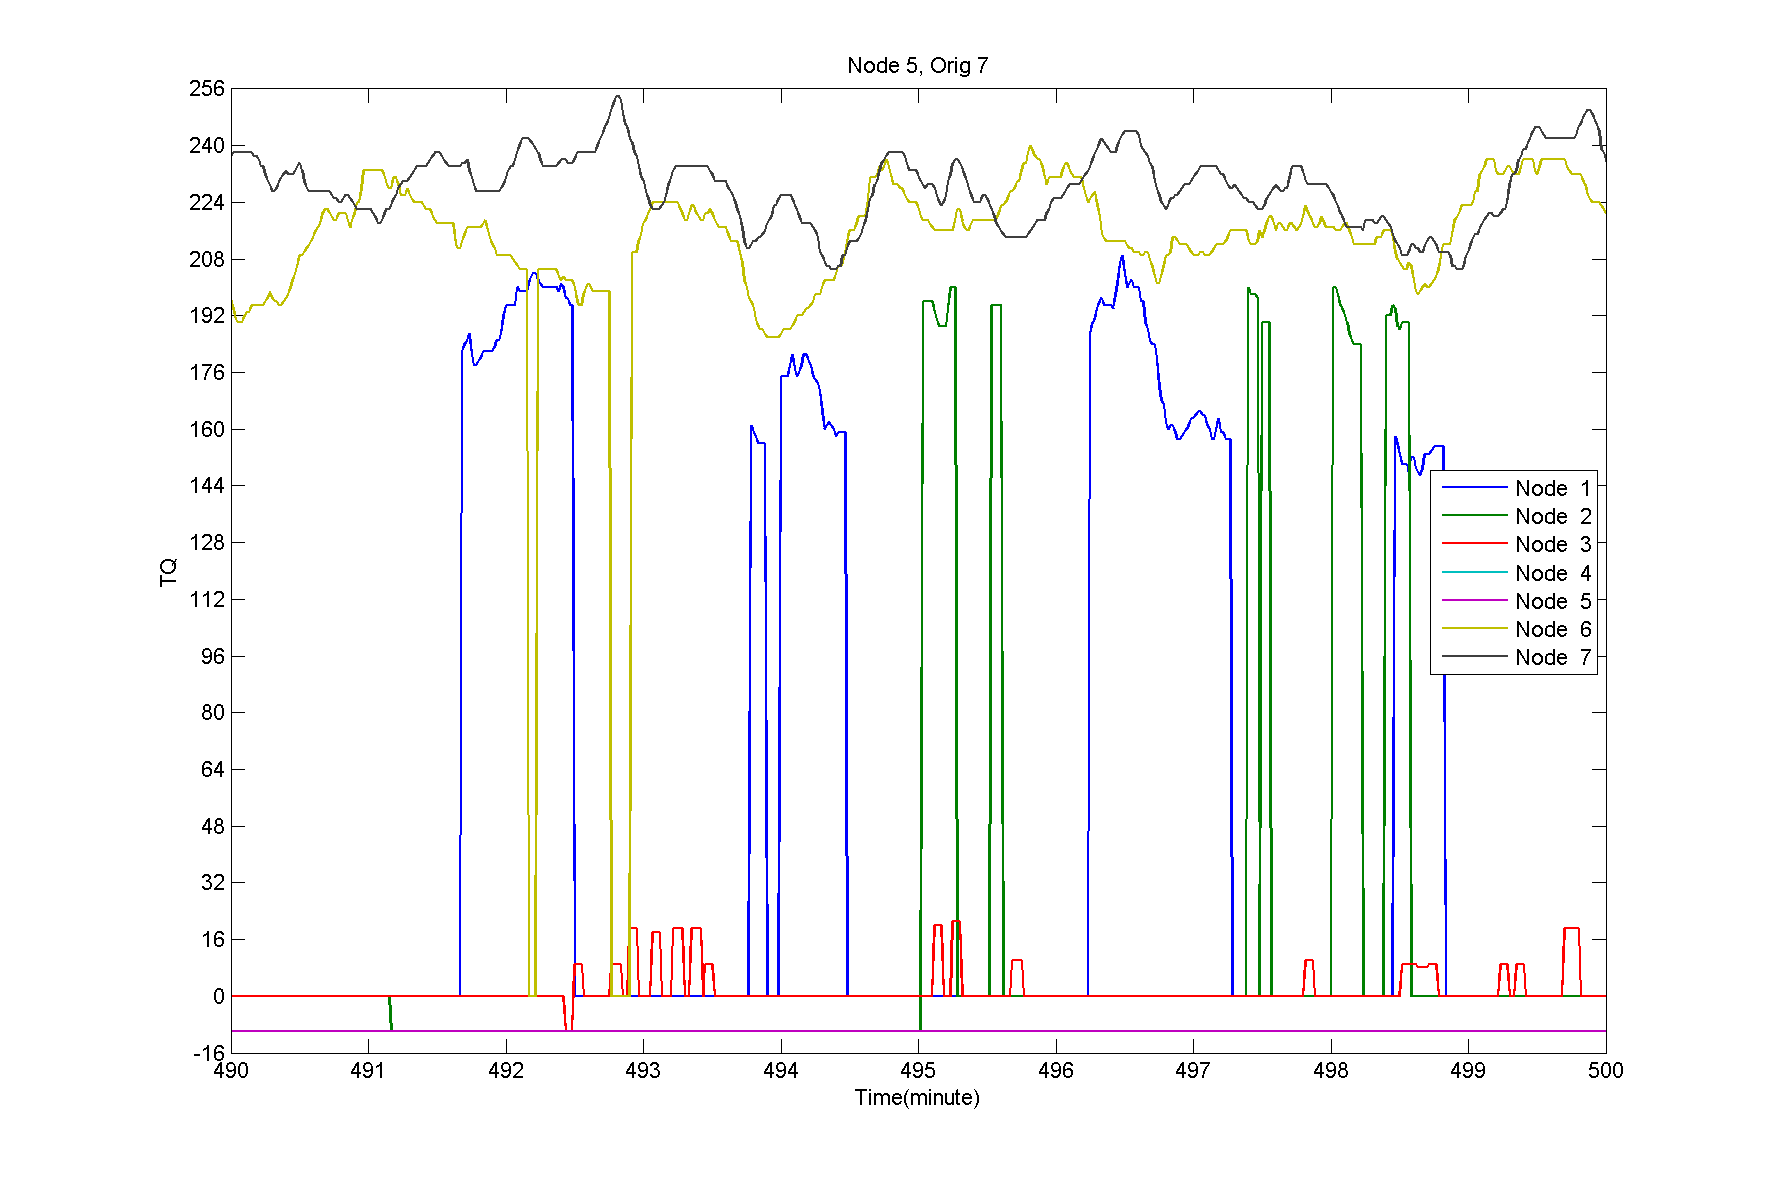 Node 5, Orig 7
256
240
224
208
192
176
160
144
128
112
96
80
64
48
32
16
0
-16
TQ
Node 1
Node 2
Node 3
Node 4
Node 5
Node 6
Node 7
490 491 492 493 494 495 496 497 498 499 500
Time(minute)